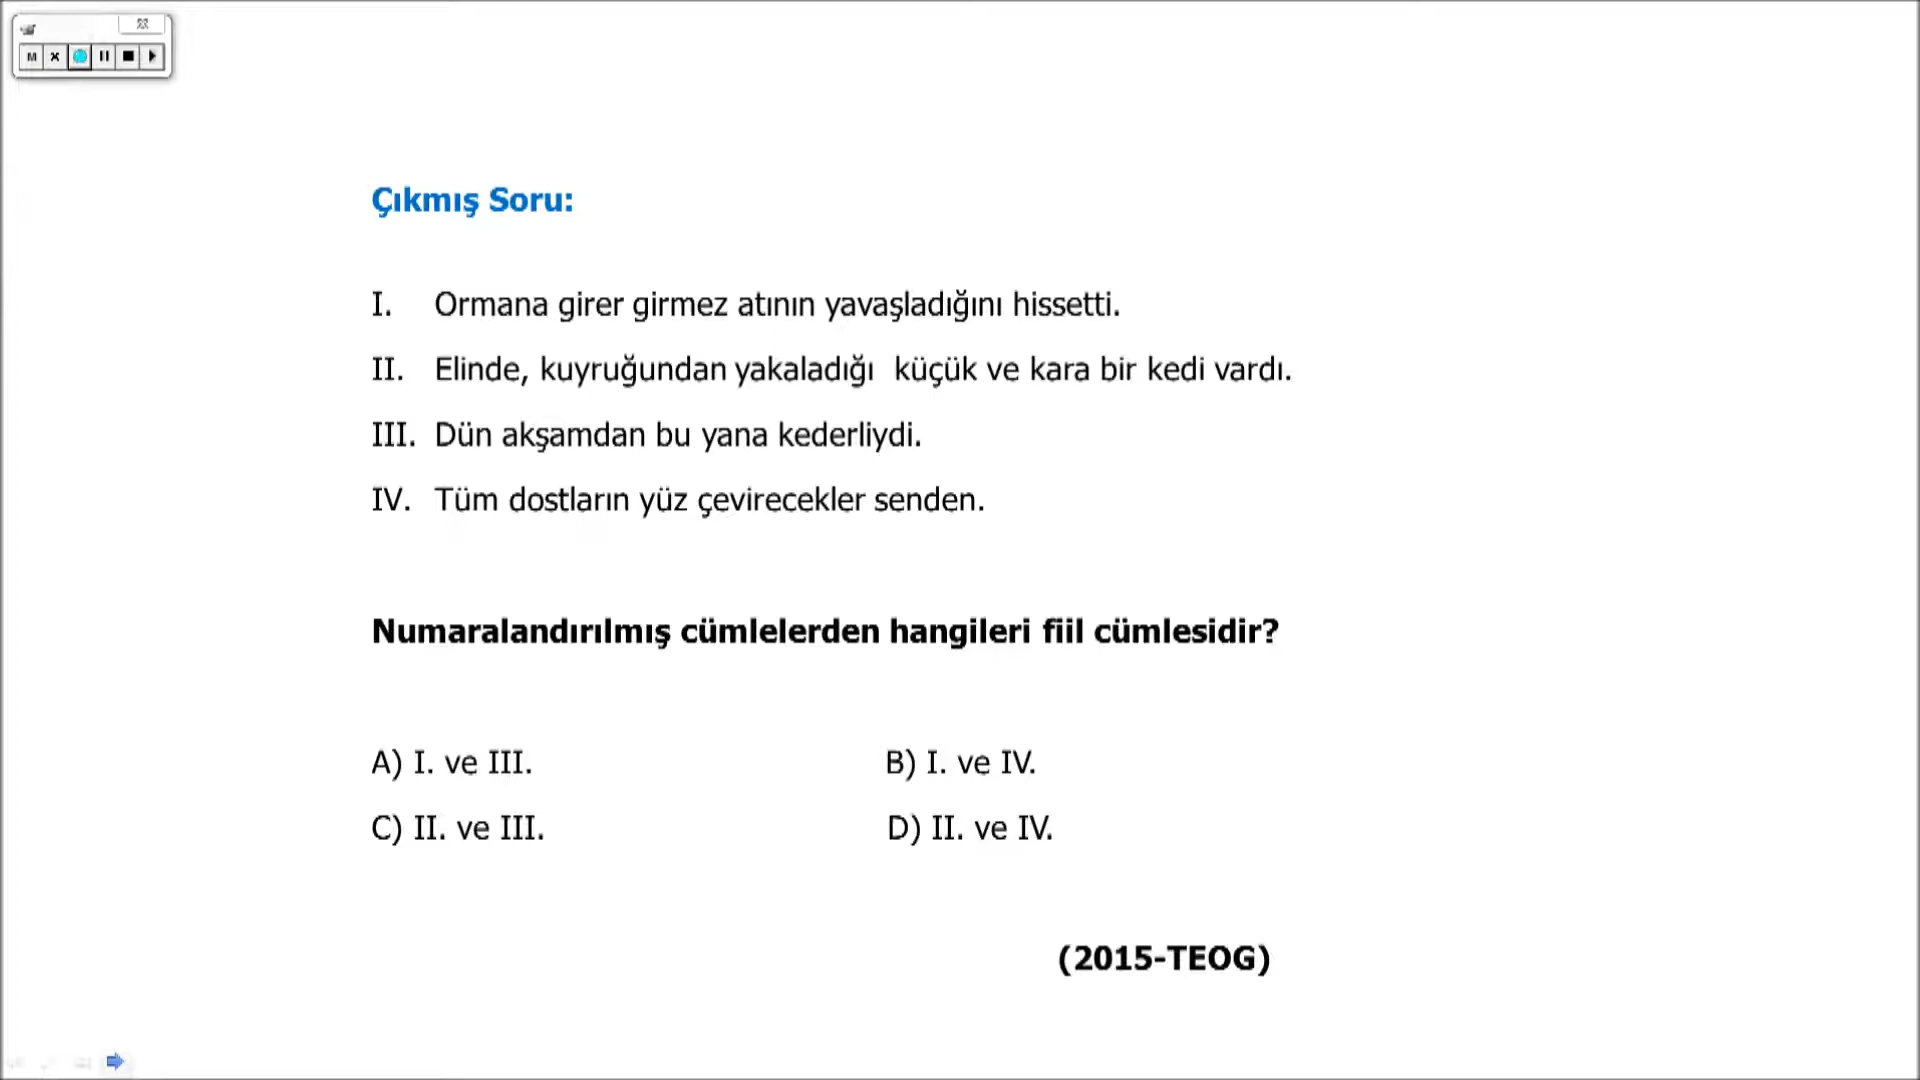 M
Çıkmış Soru:
I. Ormana girer girmez atının yavaşladığını hissetti.
II. Elinde, kuyruğundan yakaladığı küçük ve kara bir kedi vardı.
III. Dün akşamdan bu yana kederliydi.
IV. Tüm dostların yüz çevirecekler senden.
Numaralandırılmış cümlelerden hangileri fiil cümlesidir?
A) I. ve III. B) I. ve IV.
C) II. ve III. D) II. ve IV.
(2015-TEOG)